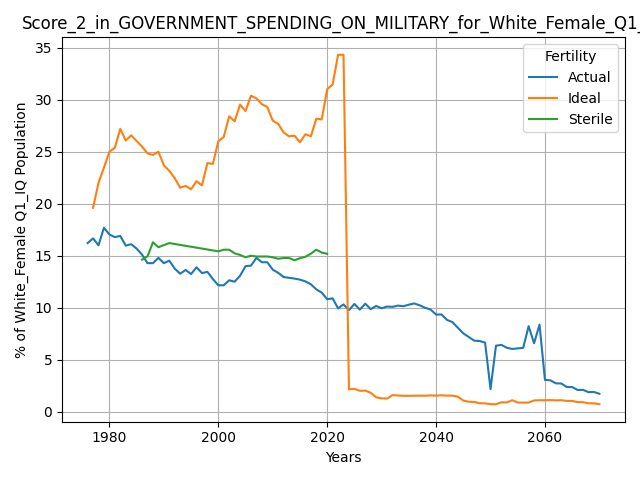 Score_2_in_GOVERNMENT_SPENDING_ON_MILITARY_for_White_Female_Q1_
Fertility
Actual
Ideal
Sterile
35
30
25
20
15
10
5
0
% of White_Female Q1_IQ Population
1980
2000
2020
2040
2060
Years